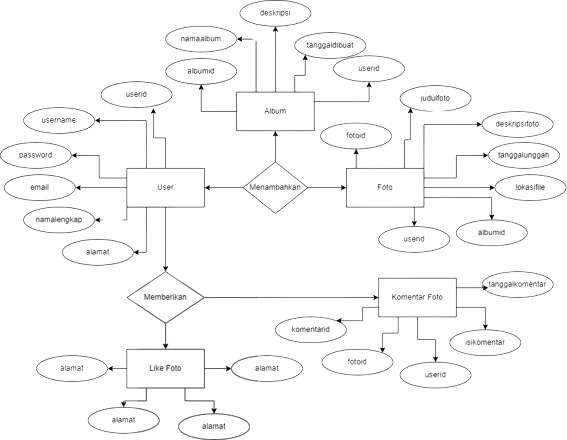 deskripsi
namaalbum
tanggaldibuat
albumid
userid
userid
judulfoto
Album
username
deskripsifoto
fotoid
password
tanggalunggah
email
User
Menambahkan
Foto
lokasifile
namalengkap
albumid
userid
alamat
tanggalkomentar
Memberikan
Komentar Foto
komentarid
isikomentar
fotoid
alamat
Like Foto
alamat
userid
alamat
alamat